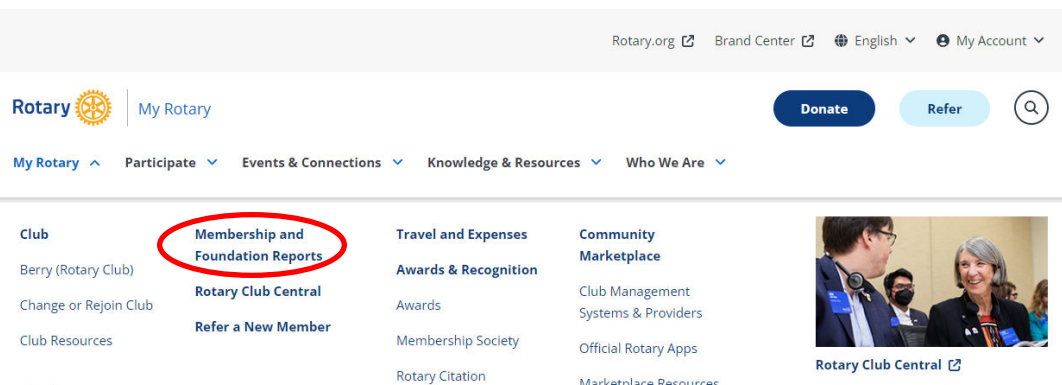 Rotary.org Brand Center English My Account
Rotary My Rotary Donate Refer
My Rotary Participate Events & Connections Knowledge & Resources Who We Are
Club
Berry (Rotary Club)
Change or Rejoin Club
Club Resources
Membership and
Foundation Reports
Rotary Club Central
Refer a New Member
Travel and Expenses
Awards & Recognition
Awards
Membership Society
Rotary Citation
Community
Marketplace
Club Management
Systems & Providers
Official Rotary Apps
Marketplace Resources
Rotary Club Central